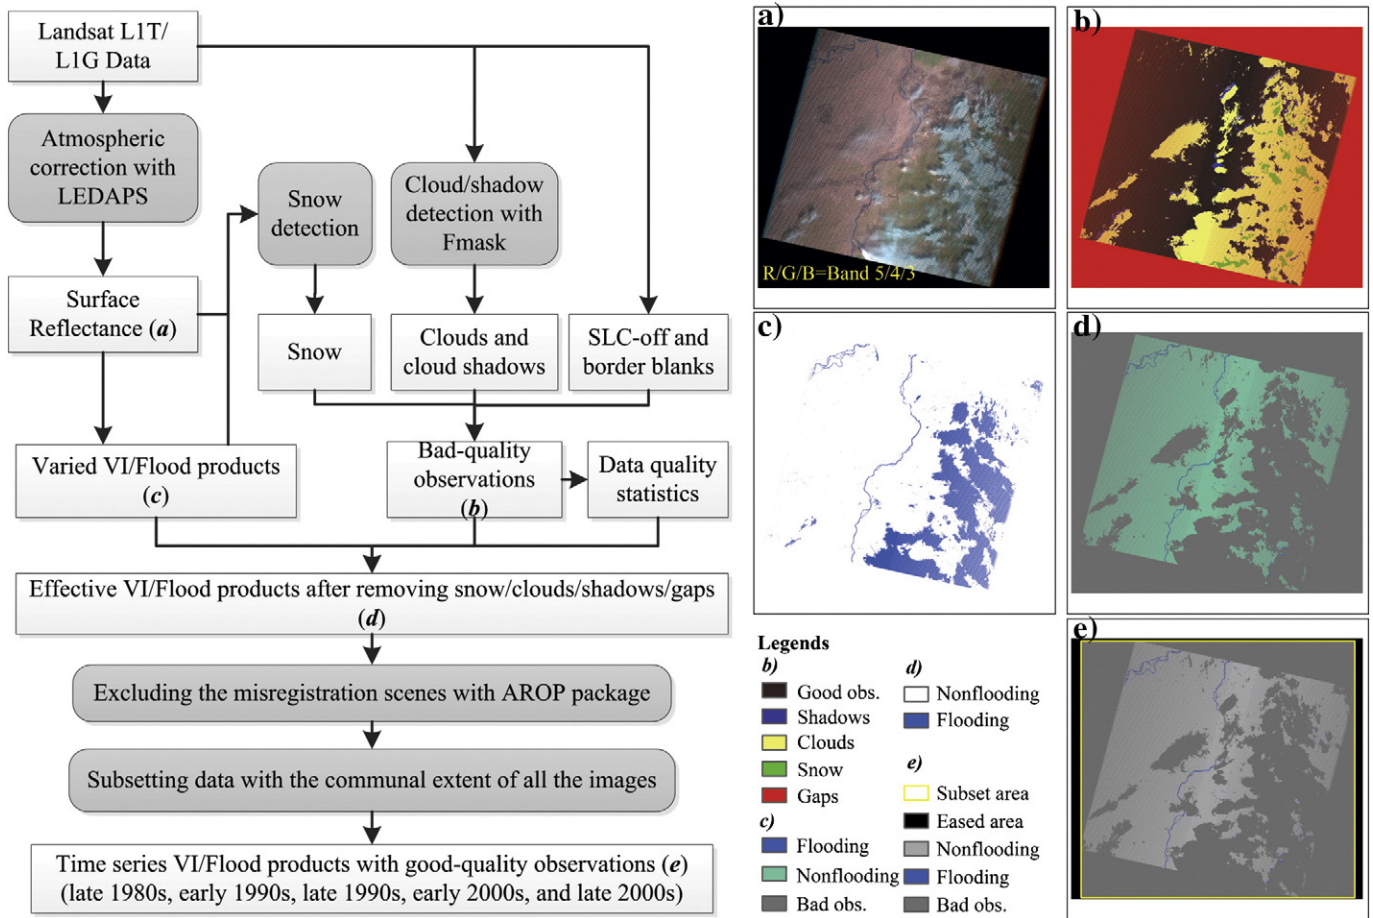 Landsat L1T/
L1G Data
Atmospheric
correction with
LEDAPS
Snow
detection
Cloud/shadow
detection with
Fmask
Surface
Reflectance (a)
Snow
Clouds and
cloud shadows
SLC-off and
border blanks
Varied VI/Flood products
(c)
Bad-quality
observations
(b)
Data quality
statistics
Effective VI/Flood products after removing snow/clouds/shadows/gaps
(d)
Excluding the misregistration scenes with AROP package
Subsetting data with the communal extent of all the images
Time series VI/Flood products with good-quality observations (e)
(late 1980s, early 1990s, late 1990s, early 2000s, and late 2000s)
a)
R/G/B=Band 5/4/3
b)
c)
d)
e)
Legends
b)
Good obs.
Shadows
Clouds
Snow
Gaps
c)
Flooding
Nonflooding
Bad obs.
d)
Nonflooding
Flooding
e)
Subset area
Eased area
Nonflooding
Flooding
Bad obs.